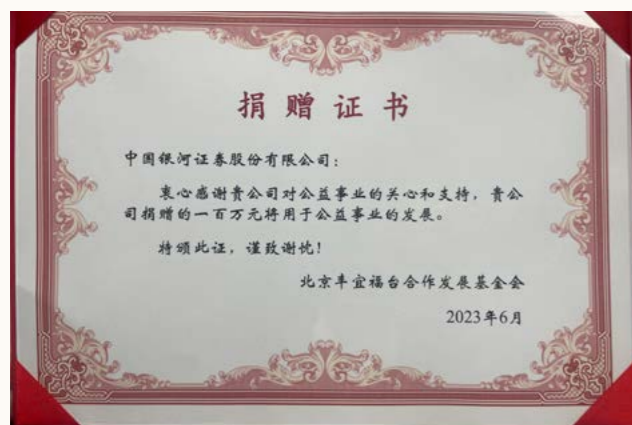 捐赠证书
中国银河证券股份有限公司：
衷心感谢贵公司对公益事业的关心和支持，贵公
司捐赠的一百万元将用于公益事业的发展。
特颁此证，谨致谢忱！
北京丰宜福台合作发展基金会
2023年6月